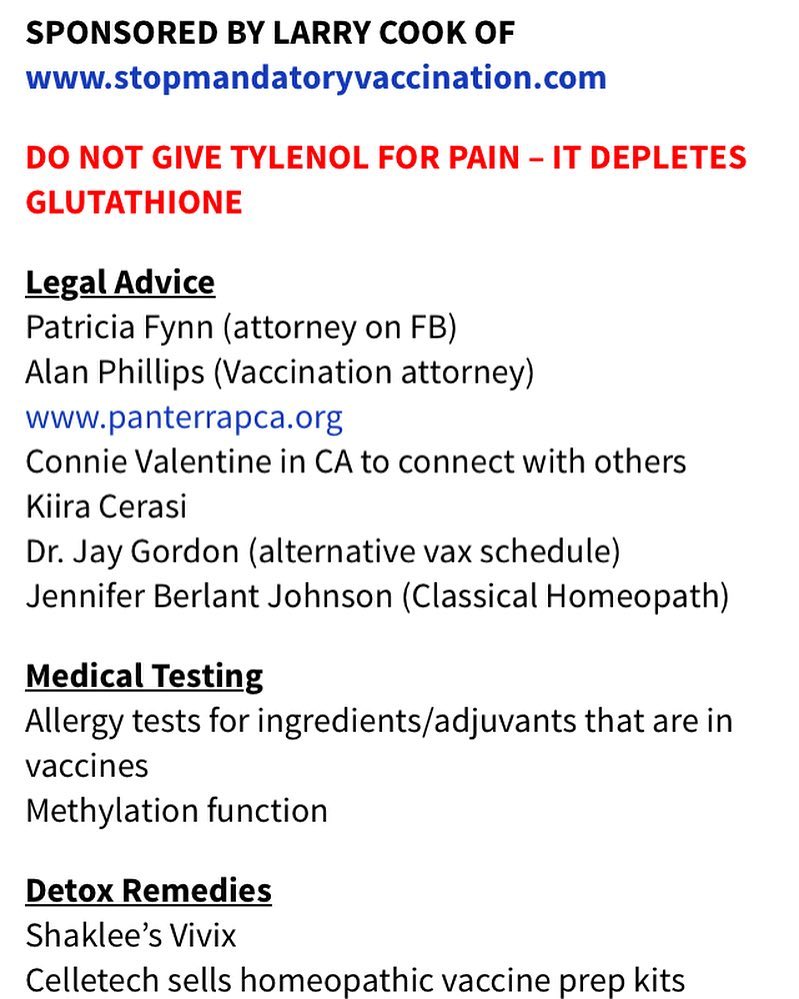 SPONSORED BY LARRY COOK OF
www.stopmandatoryvaccination.com
DO NOT GIVE TYLENOL FOR PAIN – IT DEPLETES
GLUTATHIONE
Legal Advice
Patricia Fynn (attorney on FB)
Alan Phillips (Vaccination attorney)
www.panterrapca.org
Connie Valentine in CA to connect with others
Kiira Cerasi
Dr. Jay Gordon (alternative vax schedule)
Jennifer Berlant Johnson (Classical Homeopath)
Medical Testing
Allergy tests for ingredients/adjuvants that are in
vaccines
Methylation function
Detox Remedies
Shaklee’s Vivix
Celletech sells homeopathic vaccine prep kits